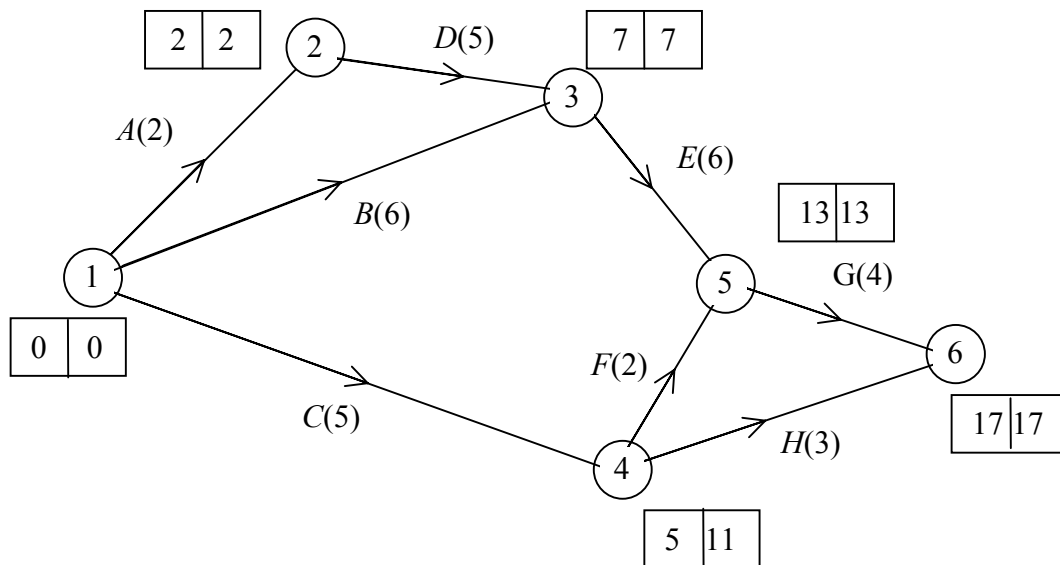 2 2
2
D(5)
7 7
3
A(2)
E(6)
B(6)
13 13
1
5
G(4)
0 0
F(2)
6
C(5)
17 17
4
H(3)
5 11